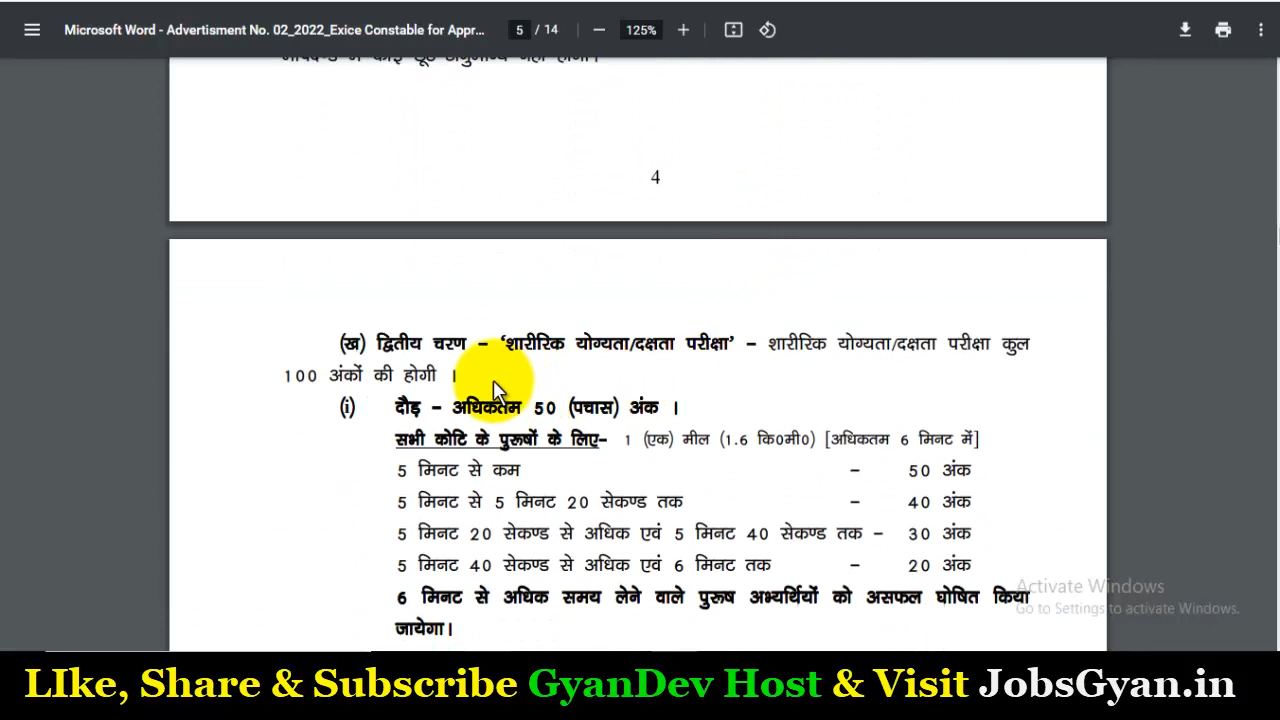 Microsoft Word - Advertisment No. 02_2022_Exice Constable for Appr... 5 / 14 125%
4
(ख) द्वितीय चरण – ‘शारीरिक योग्यता/दक्षता परीक्षा’ – शारीरिक योग्यता/दक्षता परीक्षा कुल
100 अंकों की होगी ।
(i) दौड़ – अधिकतम 50 (पचास) अंक ।
सभी कोटि के पुरूषों के लिए- 1 (एक) मील (1.6 कि0मी0) [अधिकतम 6 मिनट में]
5 मिनट से कम – 50 अंक
5 मिनट से 5 मिनट 20 सेकण्ड तक – 40 अंक
5 मिनट 20 सेकण्ड से अधिक एवं 5 मिनट 40 सेकण्ड तक – 30 अंक
5 मिनट 40 सेकण्ड से अधिक एवं 6 मिनट तक – 20 अंक
6 मिनट से अधिक समय लेने वाले पुरूष अभ्यर्थियों को असफल घोषित किया
जायेगा।
Activate Windows
Go to Settings to activate Windows.
LIke, Share & Subscribe GyanDev Host & Visit JobsGyan.in